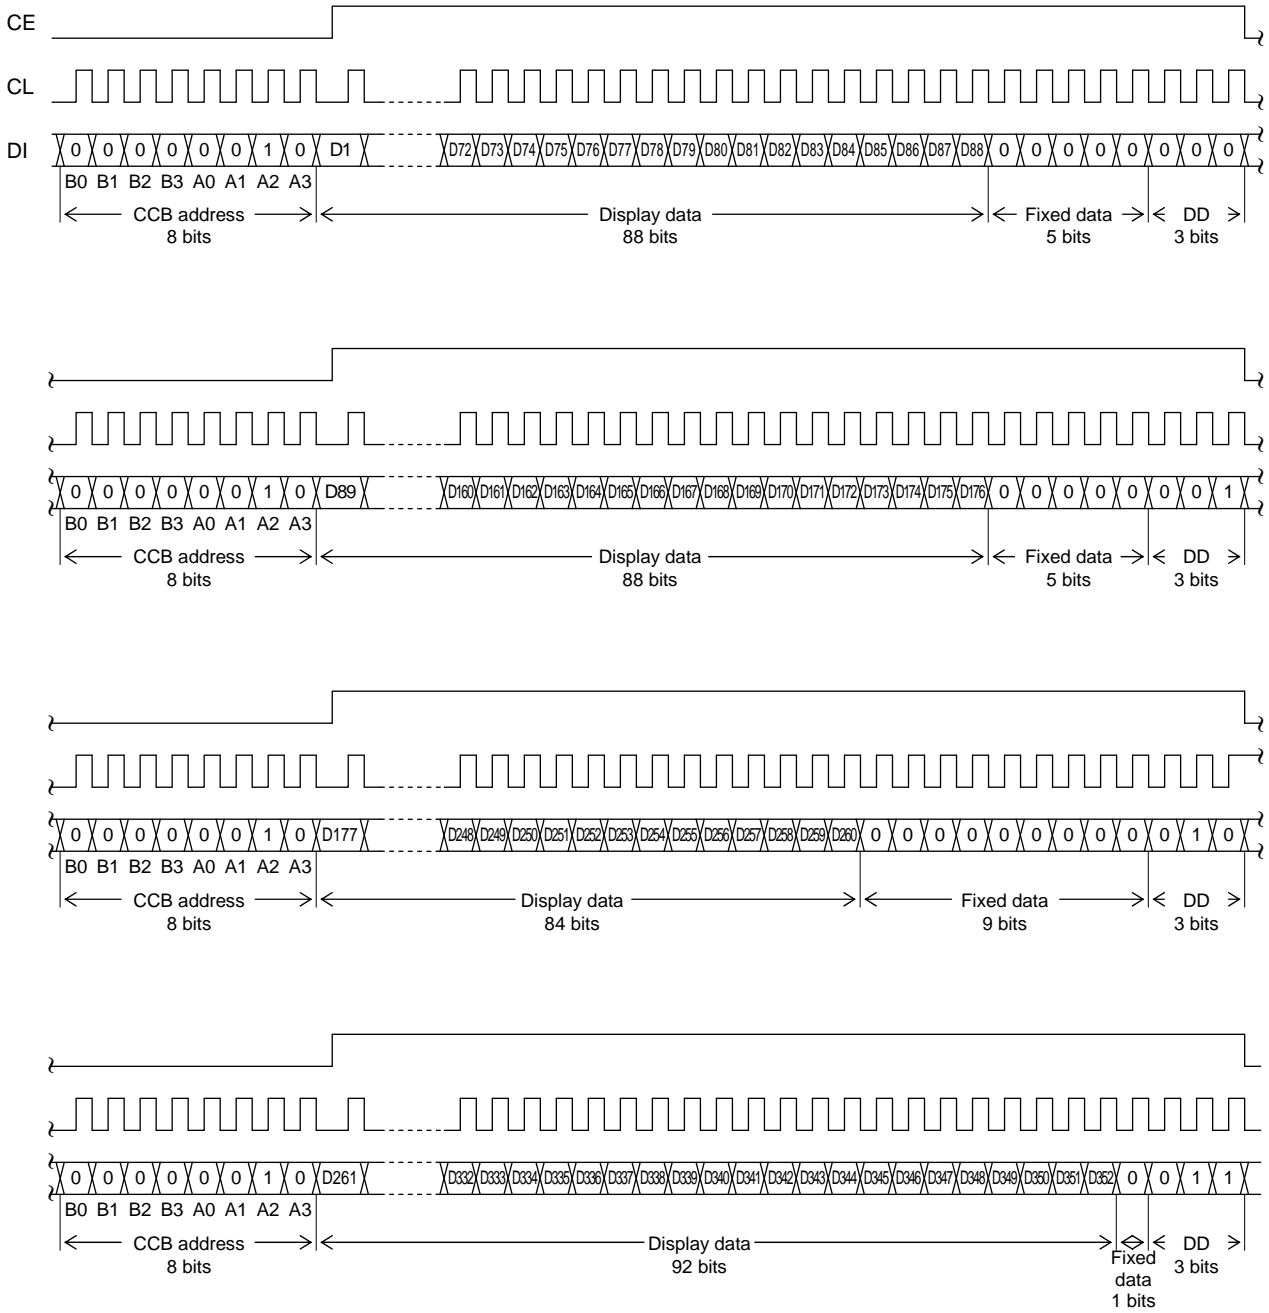 CE
CL
DI 0 0 0 0 0 0 1 0 D1 D72 D73 D74 D75 D76 D77 D78 D79 D80 D81 D82 D83 D84 D85 D86 D87 D88 0 0 0 0 0 0 0 0
B0 B1 B2 B3 A0 A1 A2 A3
CCB address Display data Fixed data DD
8 bits 88 bits 5 bits 3 bits
0 0 0 0 0 0 1 0 D89 D160 D161 D162 D163 D164 D165 D166 D167 D168 D169 D170 D171 D172 D173 D174 D175 D176 0 0 0 0 0 0 0 1
B0 B1 B2 B3 A0 A1 A2 A3
CCB address Display data Fixed data DD
8 bits 88 bits 5 bits 3 bits
0 0 0 0 0 0 1 0 D177 D248 D249 D250 D251 D252 D253 D254 D255 D256 D257 D258 D259 D260 0 0 0 0 0 0 0 0 0 0 1 0
B0 B1 B2 B3 A0 A1 A2 A3
CCB address Display data Fixed data DD
8 bits 84 bits 9 bits 3 bits
0 0 0 0 0 0 1 0 D261 D332 D333 D334 D335 D336 D337 D338 D339 D340 D341 D342 D343 D344 D345 D346 D347 D348 D349 D350 D351 D352 0 0 1 1
B0 B1 B2 B3 A0 A1 A2 A3
CCB address Display data DD
8 bits 92 bits 3 bits
Fixed
data
1 bits